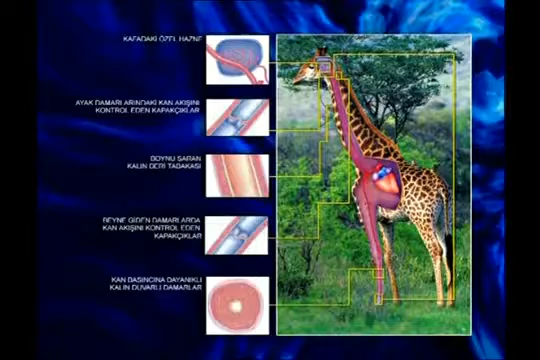 KAFADAKİ ÖZEL HAZNE
AYAK DAMARLARINDAKİ KAN AKIŞINI
KONTROL EDEN KAPAKÇIKLAR
BOYNU SARAN
KALIN DERİ TABAKASI
BEYNE GİDEN DAMARLARDA
KAN AKIŞINI KONTROL EDEN
KAPAKÇIKLAR
KAN BASINCINA DAYANIKLI
KALIN DUVARLI DAMARLAR